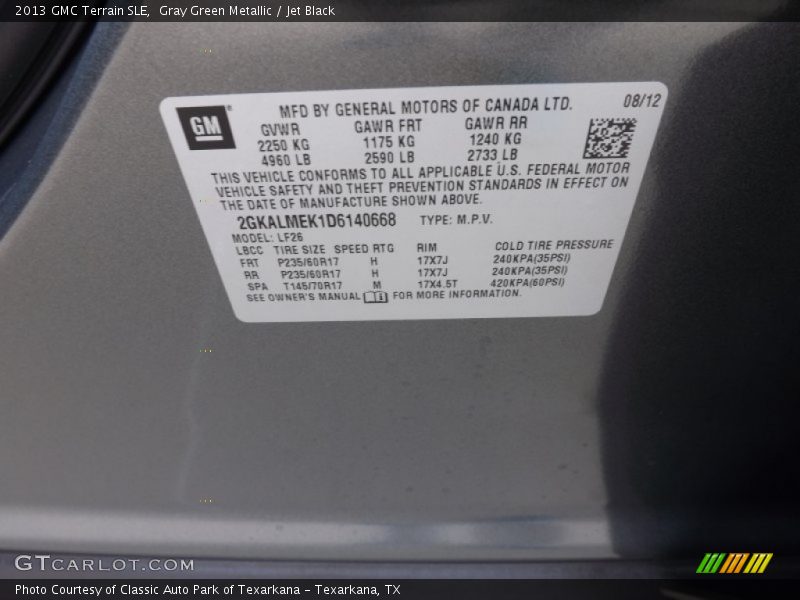 2013 GMC Terrain SLE, Gray Green Metallic / Jet Black
GM
MFD BY GENERAL MOTORS OF CANADA LTD. 08/12
GVWR GAWR FRT GAWR RR
2250 KG 1175 KG 1240 KG
4960 LB 2590 LB 2733 LB
THIS VEHICLE CONFORMS TO ALL APPLICABLE U.S. FEDERAL MOTOR
VEHICLE SAFETY AND THEFT PREVENTION STANDARDS IN EFFECT ON
THE DATE OF MANUFACTURE SHOWN ABOVE.
2GKALMEK1D6140668 TYPE: M.P.V.
MODEL: LF26
LBCC TIRE SIZE SPEED RTG RIM COLD TIRE PRESSURE
FRT P235/60R17 H 17X7J 240KPA(35PSI)
RR P235/60R17 H 17X7J 240KPA(35PSI)
SPA T145/70R17 M 17X4.5T 420KPA(60PSI)
SEE OWNER'S MANUAL FOR MORE INFORMATION.
GTCARLOT.COM
Photo Courtesy of Classic Auto Park of Texarkana - Texarkana, TX